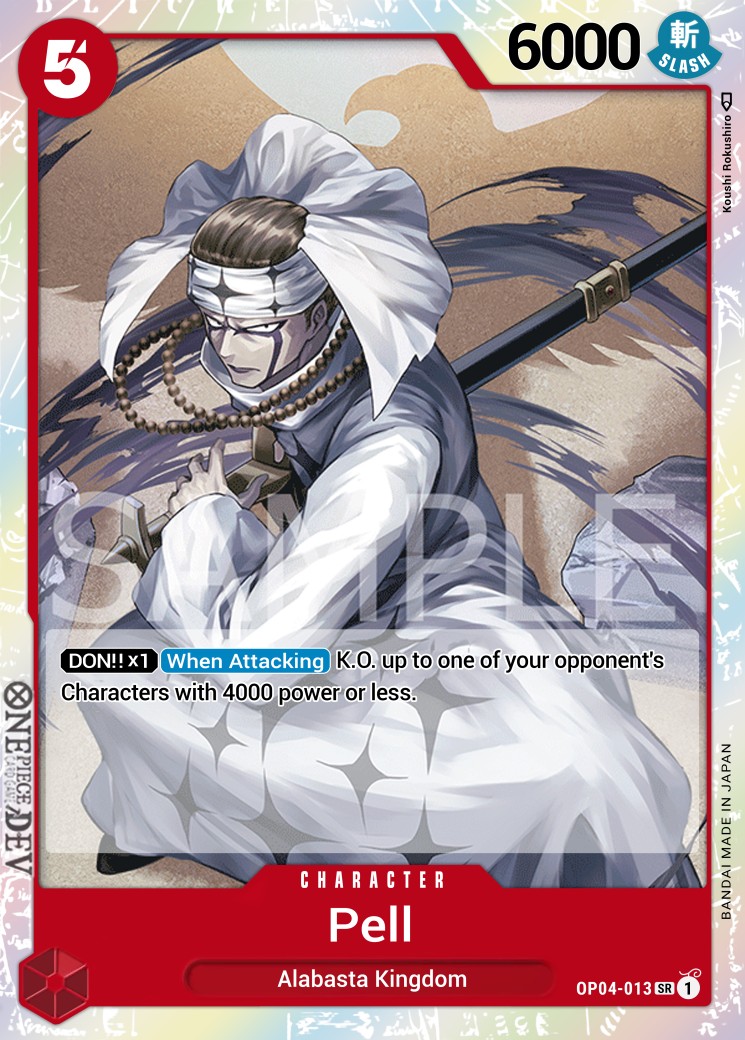 5
6000
斬
SLASH
Koushi Rokushiro
SAMPLE
DON!! x1 When Attacking K.O. up to one of your opponent's
Characters with 4000 power or less.
ONE PIECE
CARD GAME
/DEV
BANDAI MADE IN JAPAN
CHARACTER
Pell
Alabasta Kingdom
OP04-013 SR 1